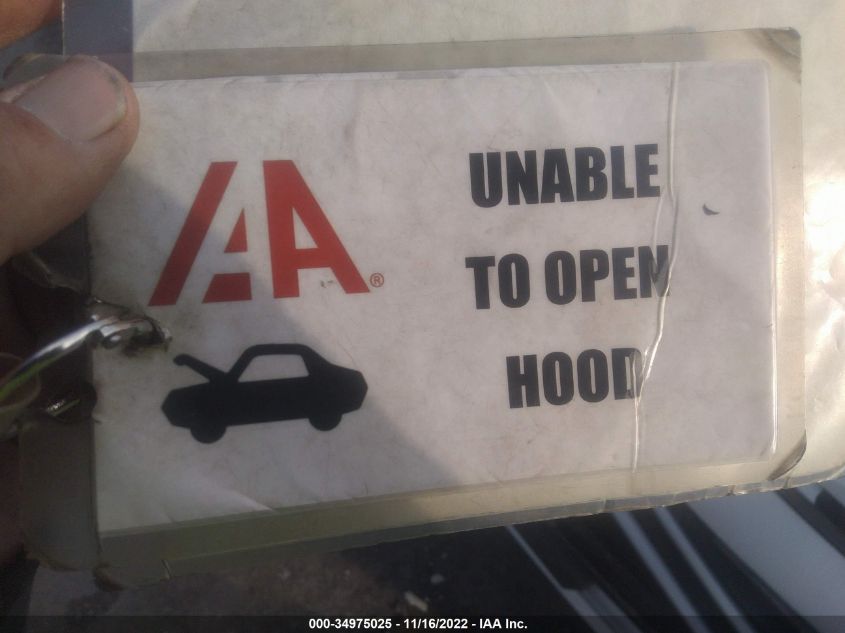 IAA®
UNABLE
TO OPEN
HOOD
000-34975025 - 11/16/2022 - IAA Inc.